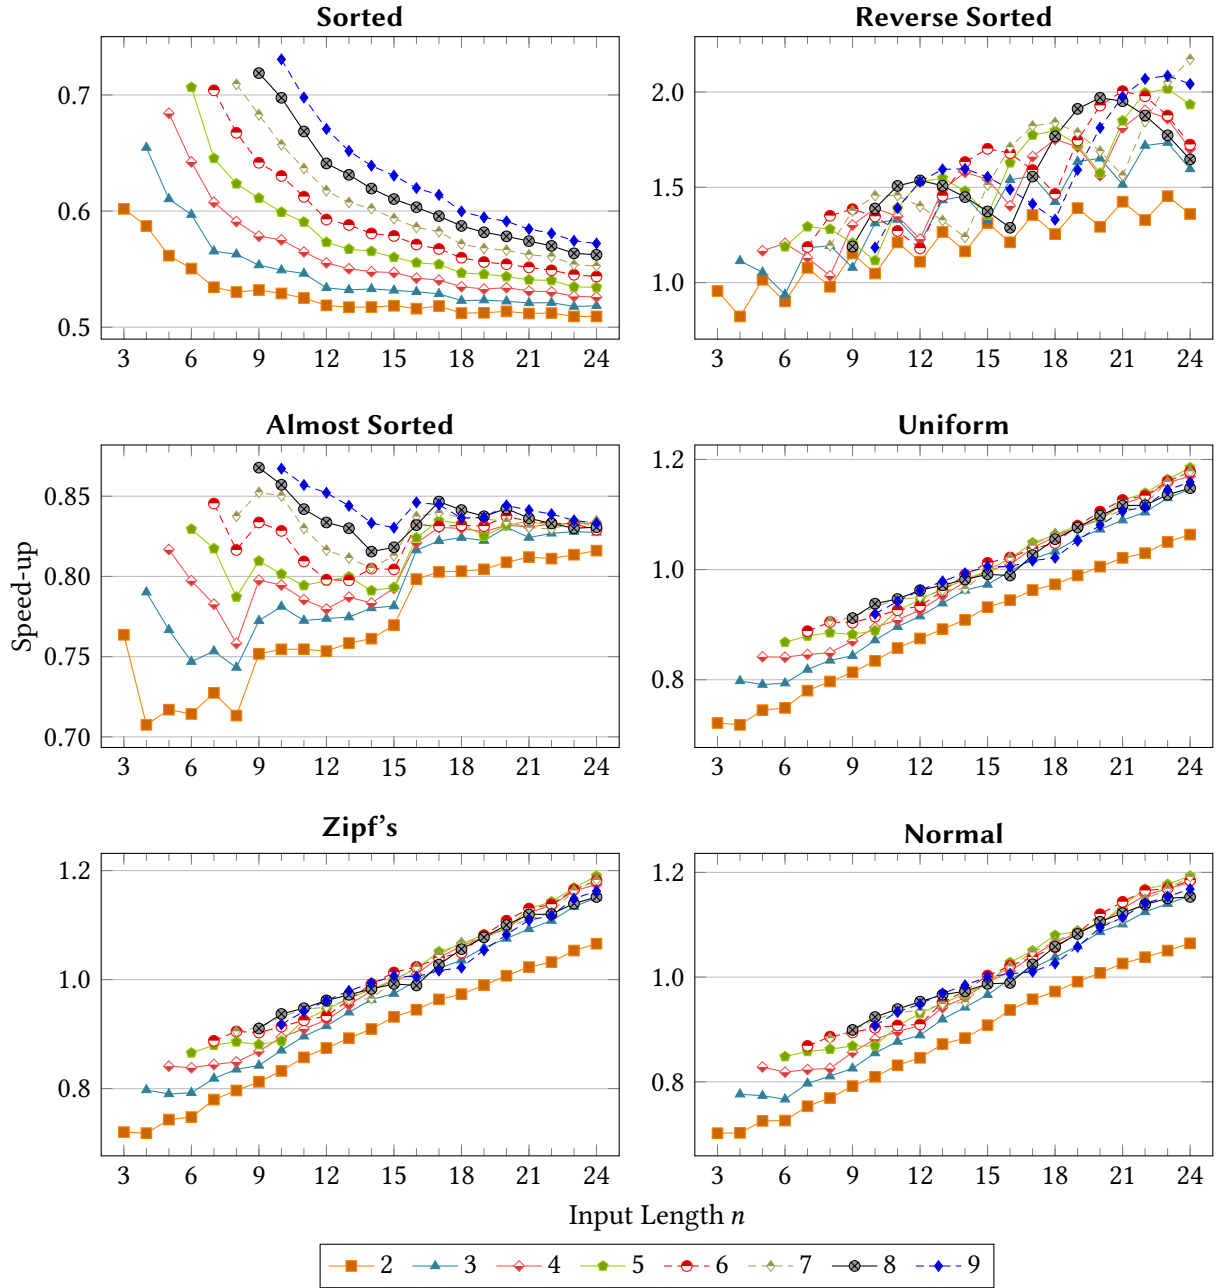 Sorted
Reverse Sorted
0.7
0.6
0.5
3 6 9 12 15 18 21 24
2.0
1.5
1.0
3 6 9 12 15 18 21 24
Almost Sorted
Uniform
Speed-up
0.85
0.80
0.75
0.70
3 6 9 12 15 18 21 24
1.2
1.0
0.8
3 6 9 12 15 18 21 24
Zipf's
Normal
1.2
1.0
0.8
3 6 9 12 15 18 21 24
1.2
1.0
0.8
3 6 9 12 15 18 21 24
Input Length n
2 3 4 5 6 7 8 9